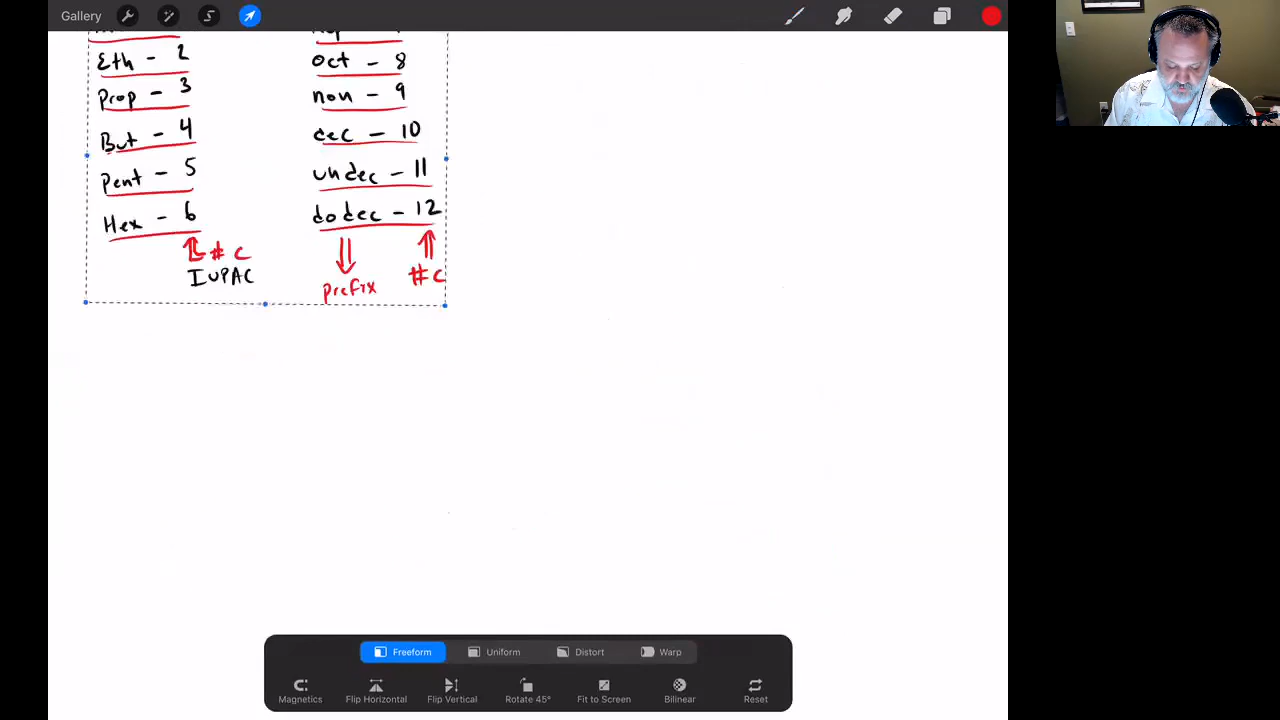 Gallery
Eth - 2
Prop - 3
But - 4
Pent - 5
Hex - 6
# C
IUPAC
Oct - 8
non - 9
dec - 10
undec - 11
dodec - 12
prefix
# C
Freeform
Uniform
Distort
Warp
Magnetics
Flip Horizontal
Flip Vertical
Rotate 45°
Fit to Screen
Bilinear
Reset